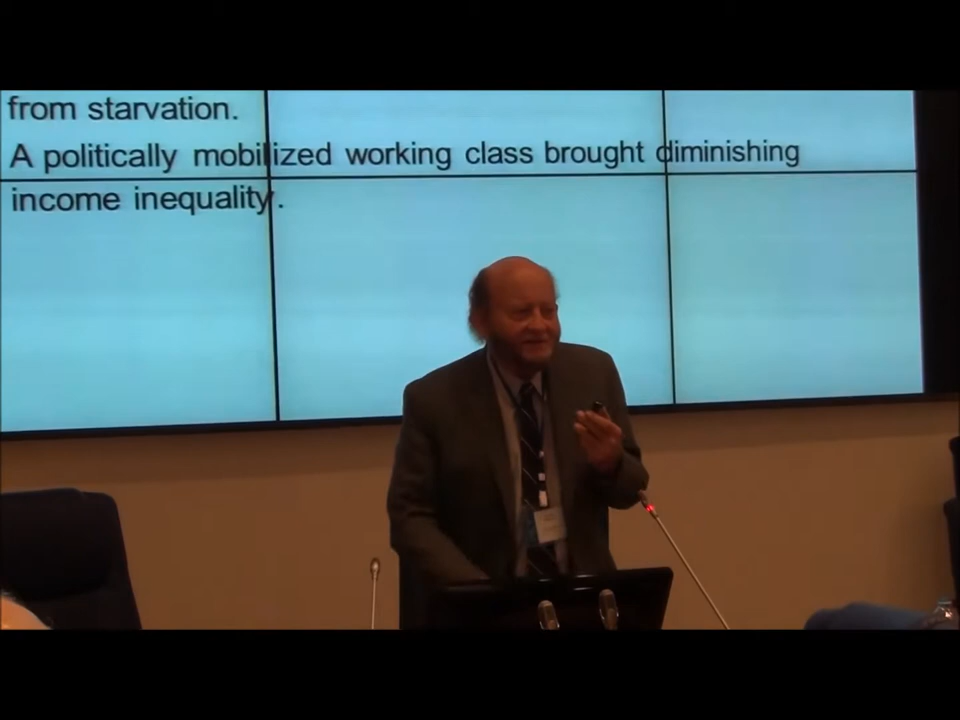 from starvation.
A politically mobilized working class brought diminishing
income inequality.